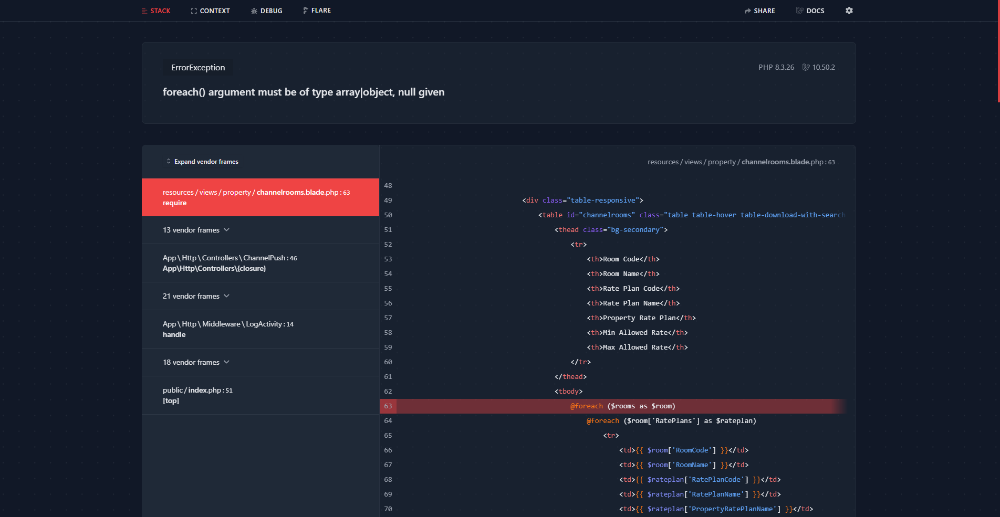 STACK CONTEXT DEBUG FLARE SHARE DOCS
ErrorException PHP 8.3.26 10.50.2
foreach() argument must be of type array|object, null given
Expand vendor frames
resources / views / property / channelrooms.blade.php : 63
require
13 vendor frames
App \ Http \ Controllers \ ChannelPush : 46
App\Http\Controllers\{closure}
21 vendor frames
App \ Http \ Middleware \ LogActivity : 14
handle
18 vendor frames
public / index.php : 51
[top]
resources / views / property / channelrooms.blade.php : 63
48
49 <div class="table-responsive">
50 <table id="channelrooms" class="table table-hover table-download-with-search
51 <thead class="bg-secondary">
52 <tr>
53 <th>Room Code</th>
54 <th>Room Name</th>
55 <th>Rate Plan Code</th>
56 <th>Rate Plan Name</th>
57 <th>Property Rate Plan</th>
58 <th>Min Allowed Rate</th>
59 <th>Max Allowed Rate</th>
60 </tr>
61 </thead>
62 <tbody>
63 @foreach ($rooms as $room)
64 @foreach ($room['RatePlans'] as $rateplan)
65 <tr>
66 <td>{{ $room['RoomCode'] }}</td>
67 <td>{{ $room['RoomName'] }}</td>
68 <td>{{ $rateplan['RatePlanCode'] }}</td>
69 <td>{{ $rateplan['RatePlanName'] }}</td>
70 <td>{{ $rateplan['PropertyRatePlanName'] }}</td>